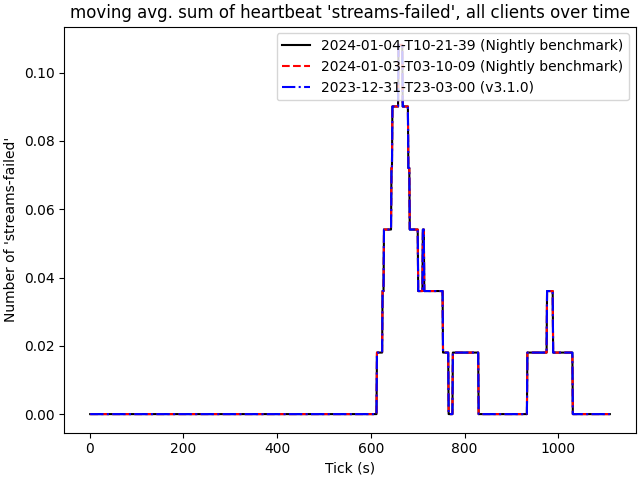 moving avg. sum of heartbeat 'streams-failed', all clients over time
2024-01-04-T10-21-39 (Nightly benchmark)
2024-01-03-T03-10-09 (Nightly benchmark)
2023-12-31-T23-03-00 (v3.1.0)
Number of 'streams-failed'
0.10
0.08
0.06
0.04
0.02
0.00
0 200 400 600 800 1000
Tick (s)